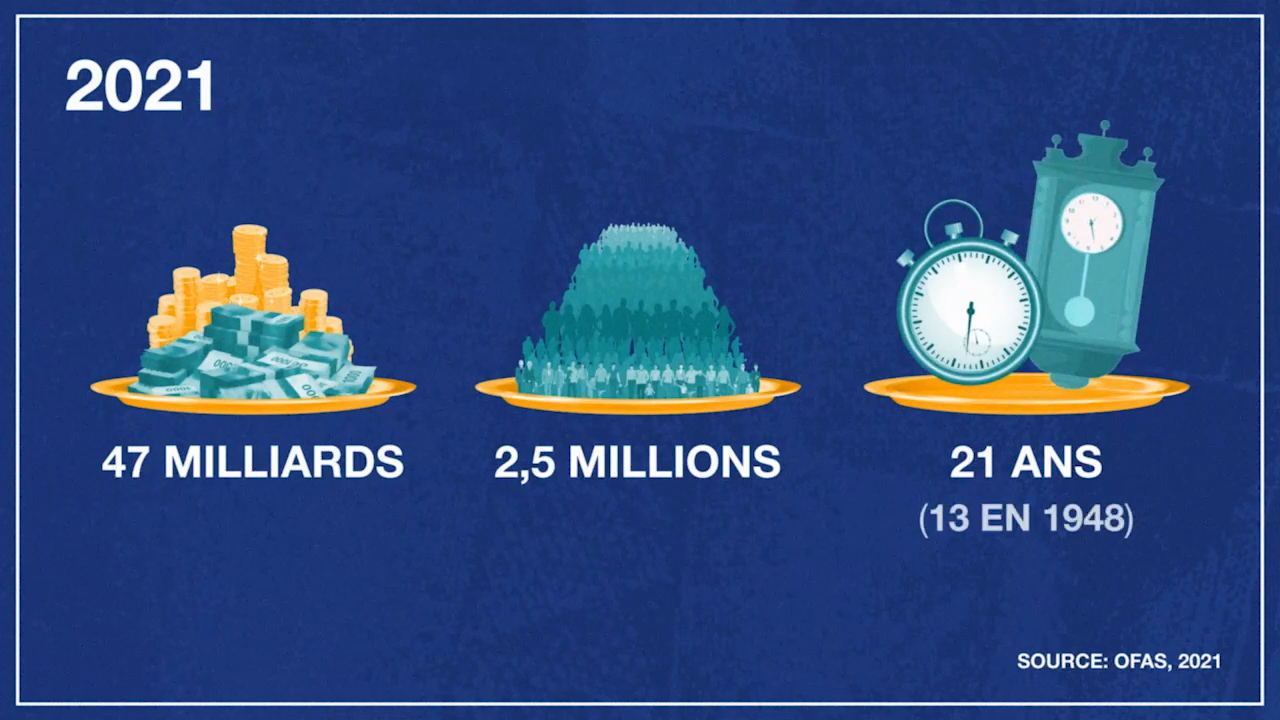 2021
47 MILLIARDS
2,5 MILLIONS
21 ANS
(13 EN 1948)
SOURCE: OFAS, 2021